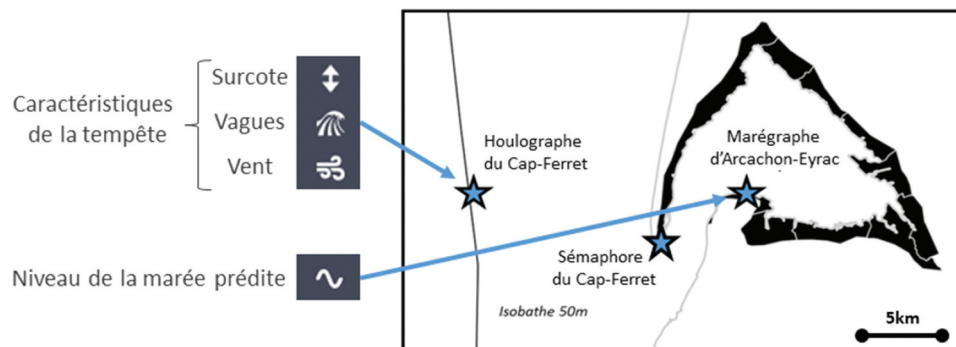 Caractéristiques
de la tempête
Surcote
Vagues
Vent
Niveau de la marée prédite
Houlographe
du Cap-Ferret
Marégraphe
d'Arcachon-Eyrac
Sémaphore
du Cap-Ferret
Isobathe 50m
5km